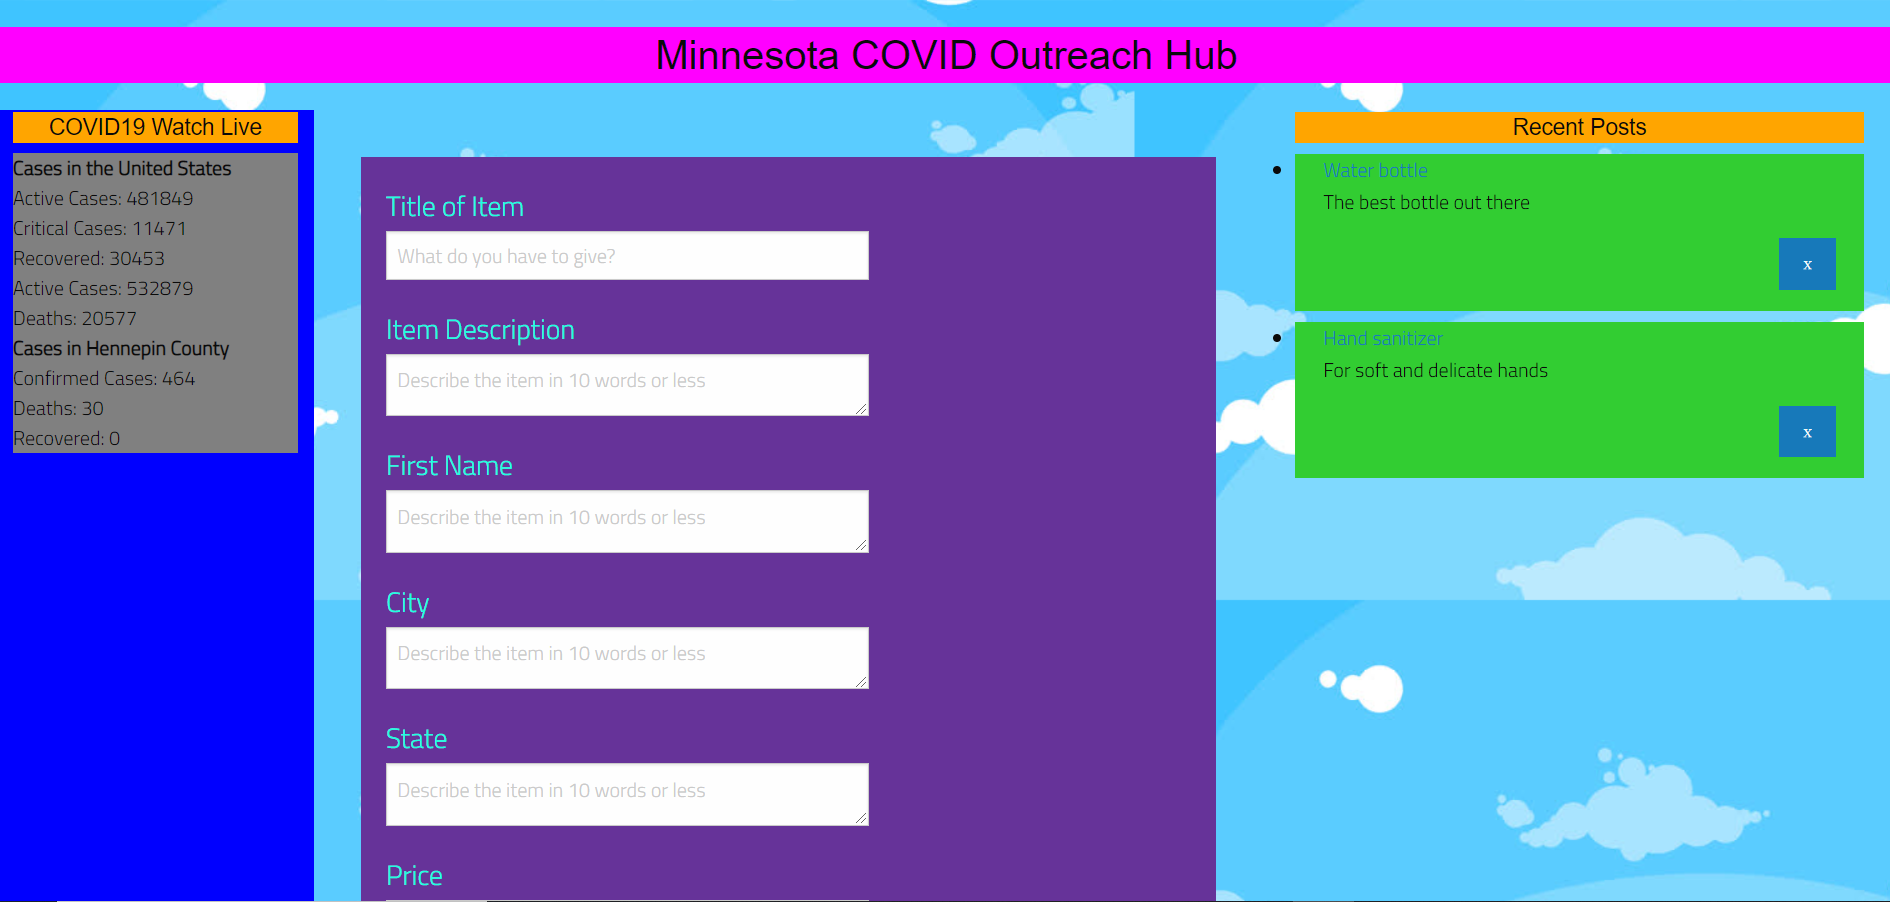 Minnesota COVID Outreach Hub
COVID19 Watch Live
Cases in the United States
Active Cases: 481849
Critical Cases: 11471
Recovered: 30453
Active Cases: 532879
Deaths: 20577
Cases in Hennepin County
Confirmed Cases: 464
Deaths: 30
Recovered: 0
Title of Item
What do you have to give?
Item Description
Describe the item in 10 words or less
First Name
Describe the item in 10 words or less
City
Describe the item in 10 words or less
State
Describe the item in 10 words or less
Price
Recent Posts
Water bottle
The best bottle out there
x
Hand sanitizer
For soft and delicate hands
x